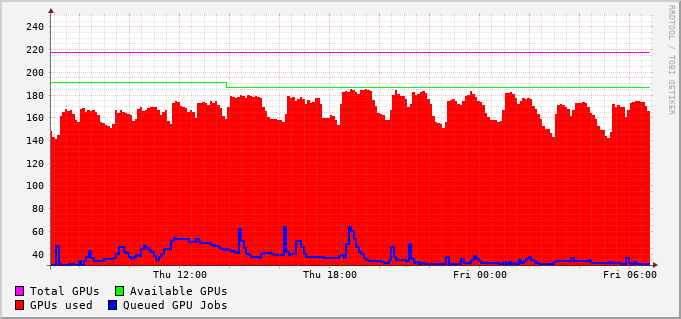 RRDTOOL / TOBI OETIKER
240
220
200
180
160
140
120
100
80
60
40
Thu 12:00 Thu 18:00 Fri 00:00 Fri 06:00
Total GPUs Available GPUs
GPUs used Queued GPU Jobs